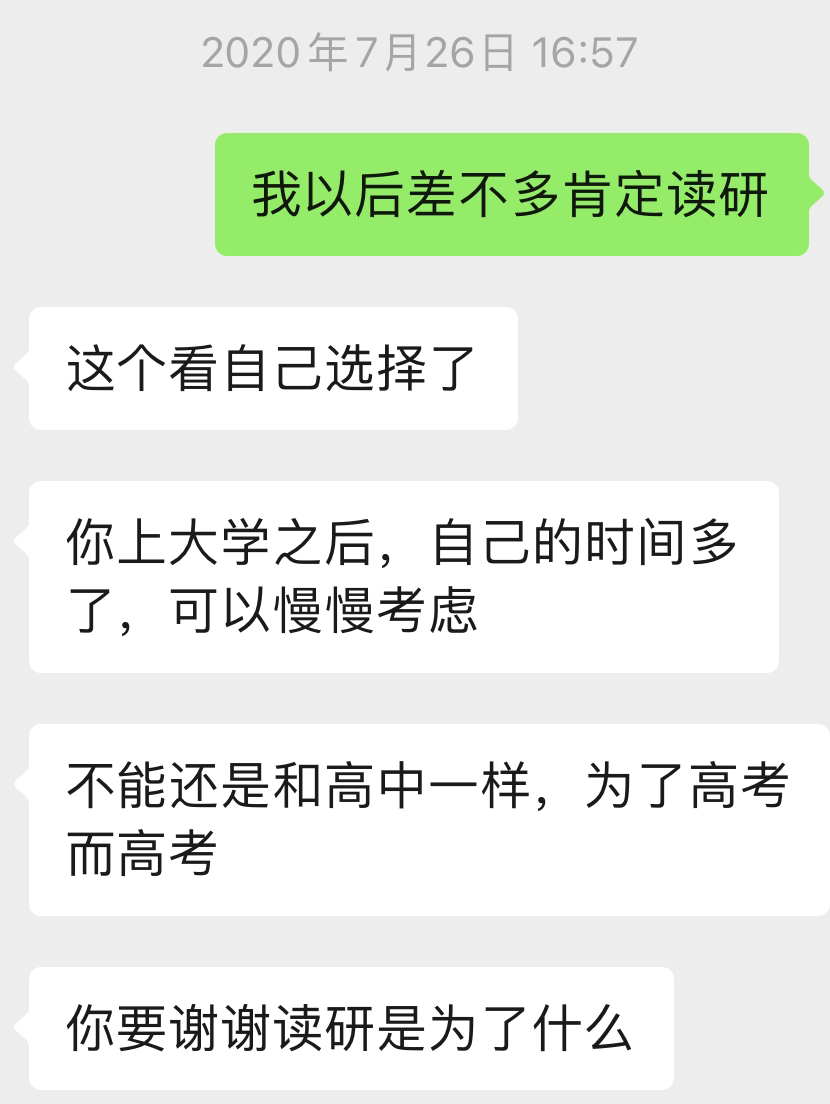 2020年7月26日 16:57
我以后差不多肯定读研
这个看自己选择了
你上大学之后，自己的时间多
了，可以慢慢考虑
不能还是和高中一样，为了高考
而高考
你要谢谢读研是为了什么